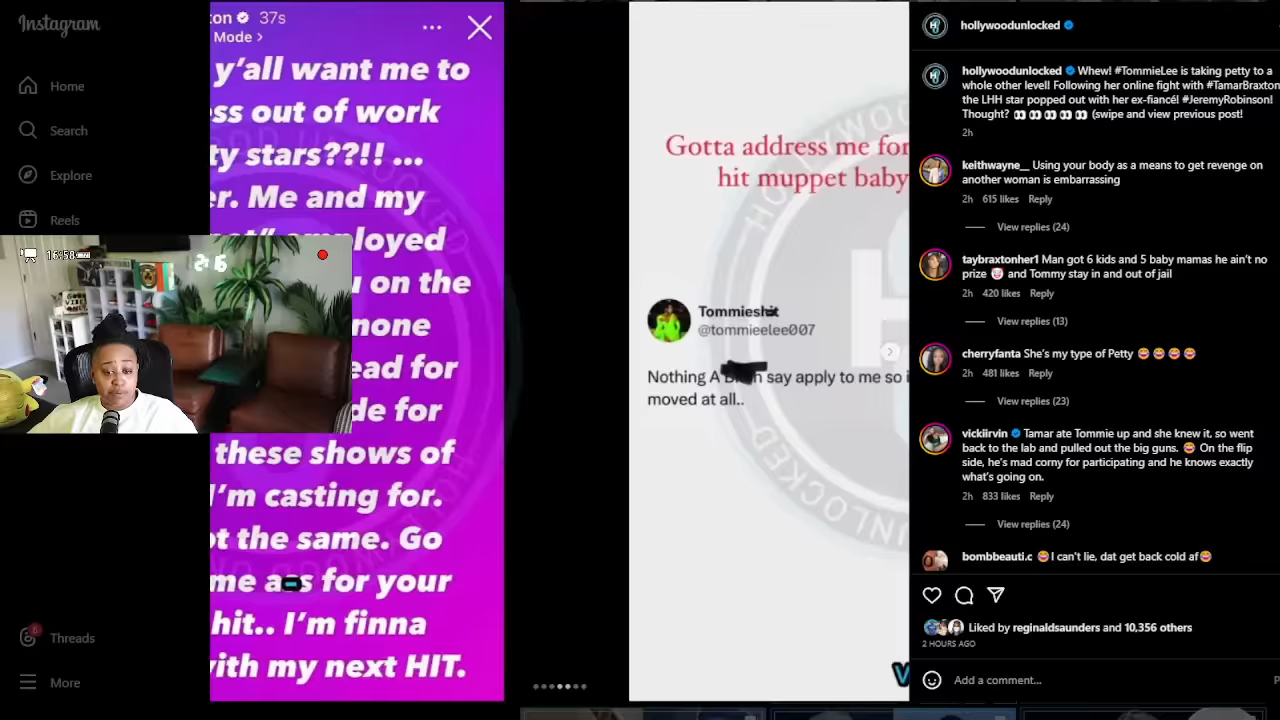 Instagram
Home
Search
Explore
Reels
Threads
6
More
16:58
26
ton 37s
Mode >
y'all want me to
ss out of work
ty stars??!! ...
er. Me and my
ployed
u on the
none
ead for
de for
these shows of
I'm casting for.
ot the same. Go
me a s for your
hit.. I'm finna
with my next HIT.
Gotta address me for
hit muppet baby
Tommiesh t
@tommieelee007
Nothing A B h say apply to me so i
moved at all..
HOLLYWOOD UNLOCKED
hollywoodunlocked
hollywoodunlocked Whew! #TommieLee is taking petty to a
whole other level! Following her online fight with #TamarBraxton
the LHH star popped out with her ex-fiancé! #JeremyRobinson!
Thought? 👀👀👀👀👀 (swipe and view previous post!
2h
keithwayne__ Using your body as a means to get revenge on
another woman is embarrassing
2h 615 likes Reply
View replies (24)
taybraxtonher1 Man got 6 kids and 5 baby mamas he ain't no
prize 🤡 and Tommy stay in and out of jail
2h 420 likes Reply
View replies (13)
cherryfanta She's my type of Petty 😂😂😂😂
2h 481 likes Reply
View replies (23)
vickiirvin Tamar ate Tommie up and she knew it, so went
back to the lab and pulled out the big guns. 😂 On the flip
side, he's mad corny for participating and he knows exactly
what's going on.
2h 833 likes Reply
View replies (24)
bombbeauti.c 😂I can't lie, dat get back cold af😂
Liked by reginaldsaunders and 10,356 others
2 HOURS AGO
Add a comment...
P
V